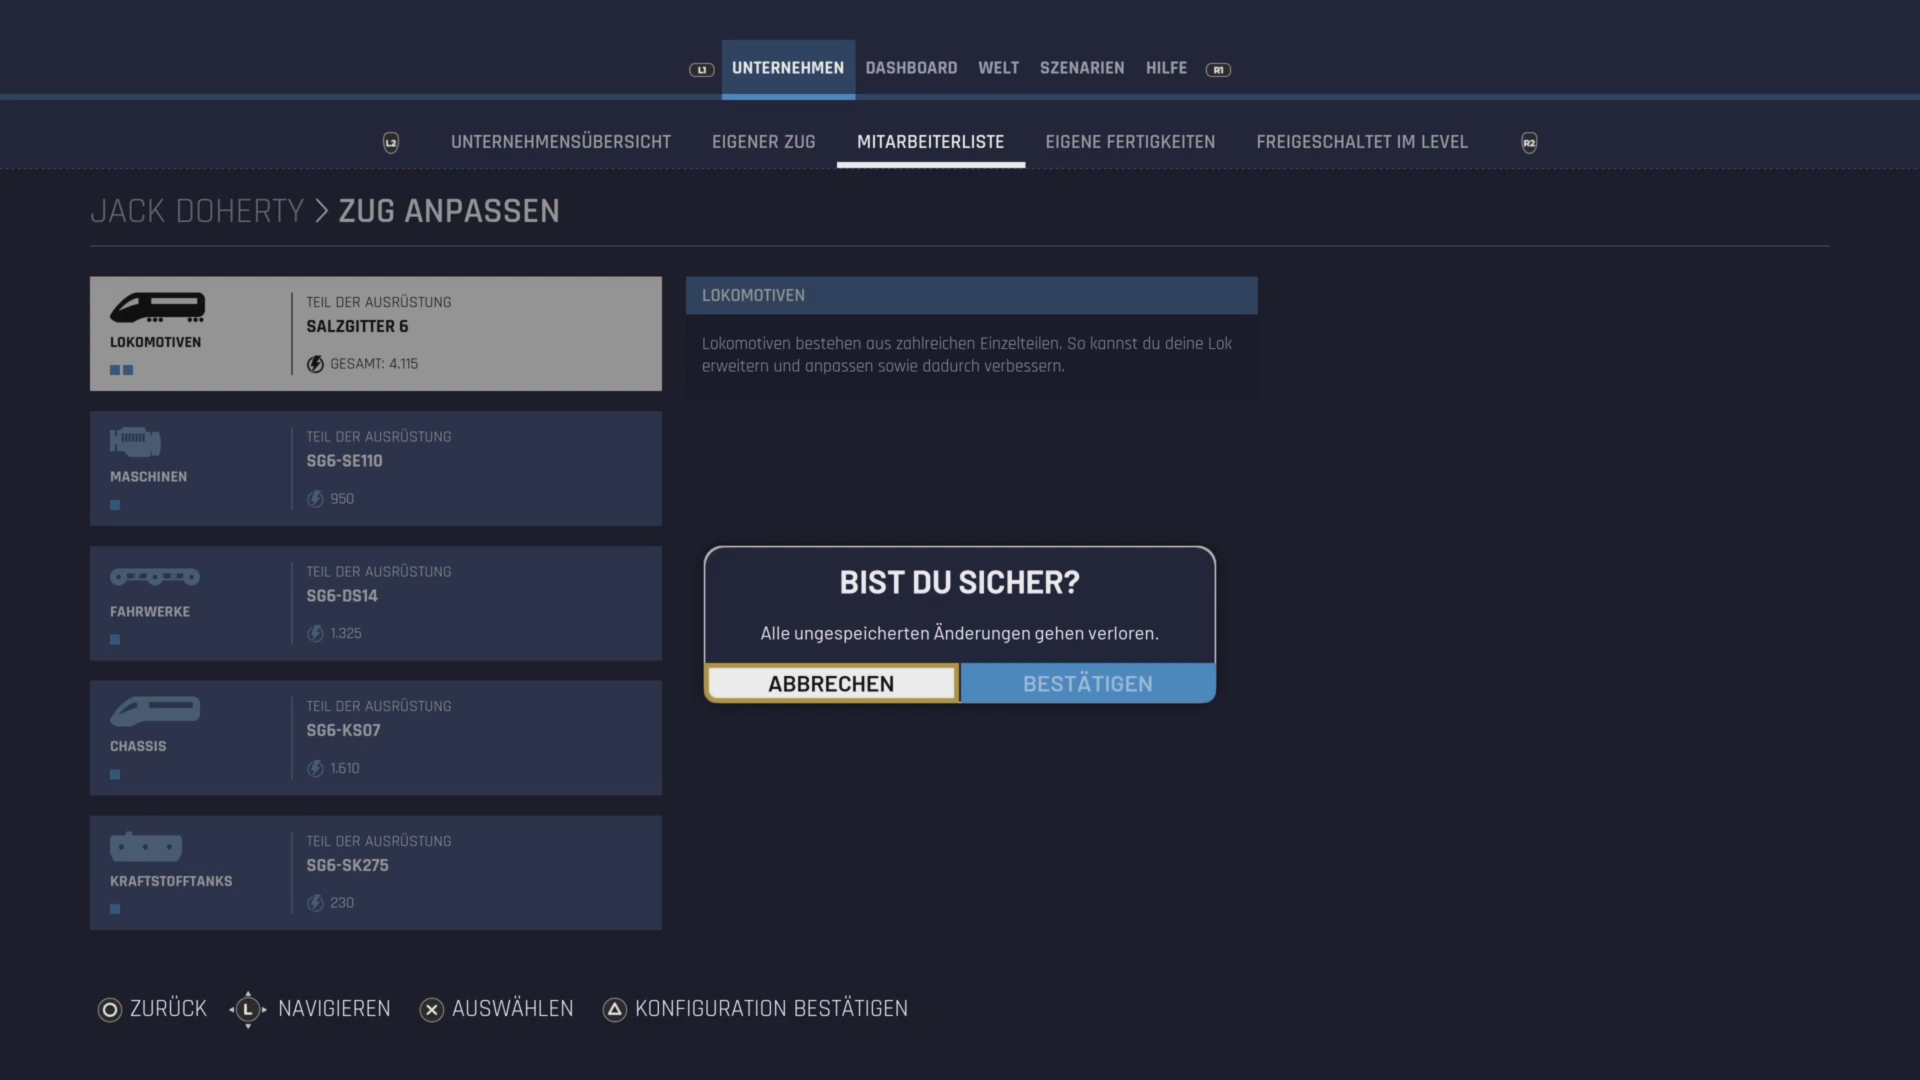 L1 UNTERNEHMEN DASHBOARD WELT SZENARIEN HILFE R1
L2 UNTERNEHMENSÜBERSICHT EIGENER ZUG MITARBEITERLISTE EIGENE FERTIGKEITEN FREIGESCHALTET IM LEVEL R2
JACK DOHERTY > ZUG ANPASSEN
LOKOMOTIVEN
TEIL DER AUSRÜSTUNG
SALZGITTER 6
GESAMT: 4.115
MASCHINEN
TEIL DER AUSRÜSTUNG
SG6-SE110
950
FAHRWERKE
TEIL DER AUSRÜSTUNG
SG6-DS14
1.325
CHASSIS
TEIL DER AUSRÜSTUNG
SG6-KS07
1.610
KRAFTSTOFFTANKS
TEIL DER AUSRÜSTUNG
SG6-SK275
230
LOKOMOTIVEN
Lokomotiven bestehen aus zahlreichen Einzelteilen. So kannst du deine Lok
erweitern und anpassen sowie dadurch verbessern.
BIST DU SICHER?
Alle ungespeicherten Änderungen gehen verloren.
ABBRECHEN BESTÄTIGEN
ZURÜCK L NAVIGIEREN AUSWÄHLEN KONFIGURATION BESTÄTIGEN